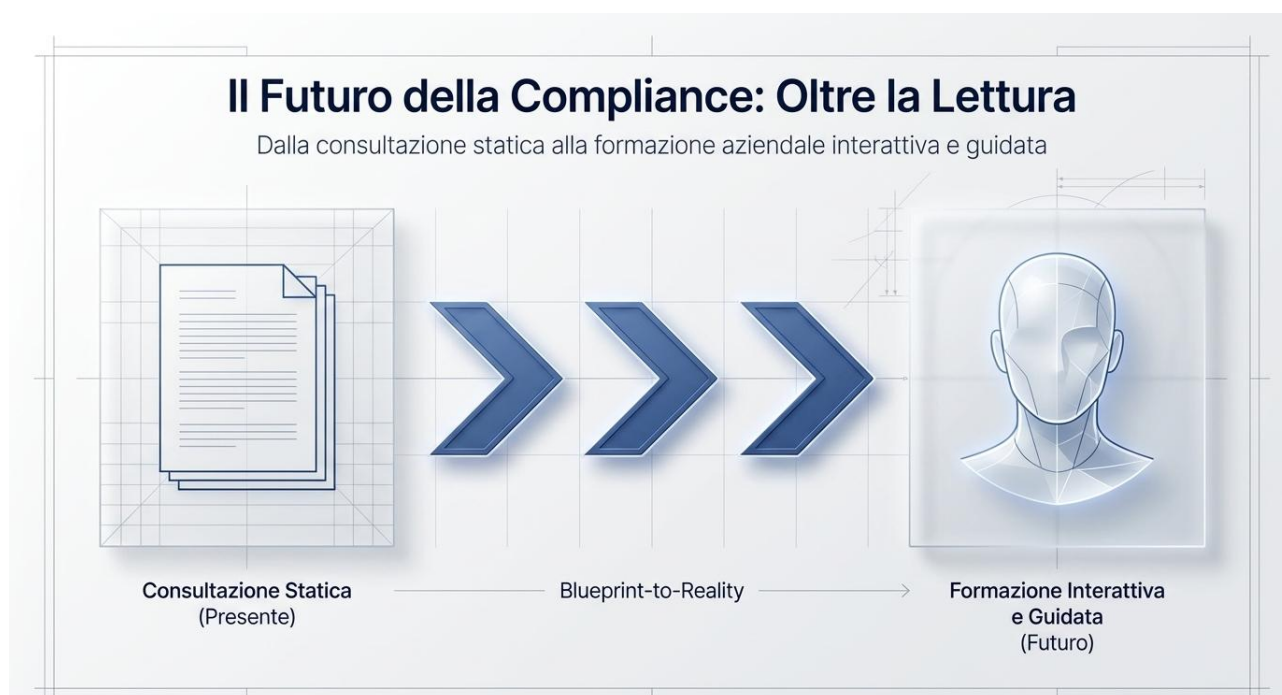 Il Futuro della Compliance: Oltre la Lettura
Dalla consultazione statica alla formazione aziendale interattiva e guidata
Consultazione Statica
(Presente)
Blueprint-to-Reality
Formazione Interattiva
e Guidata
(Futuro)